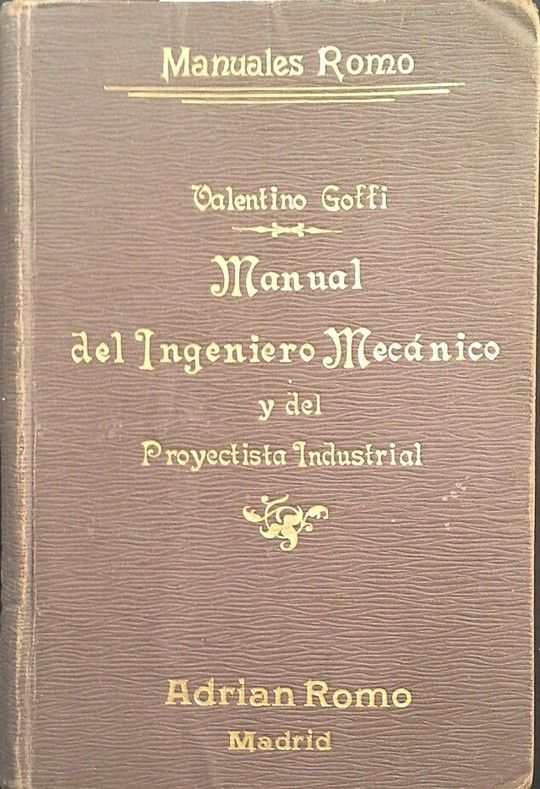 Manuales Romo
Valentino Goffi
Manual
del Ingeniero Mecánico
y del
Proyectista Industrial
Adrian Romo
Madrid